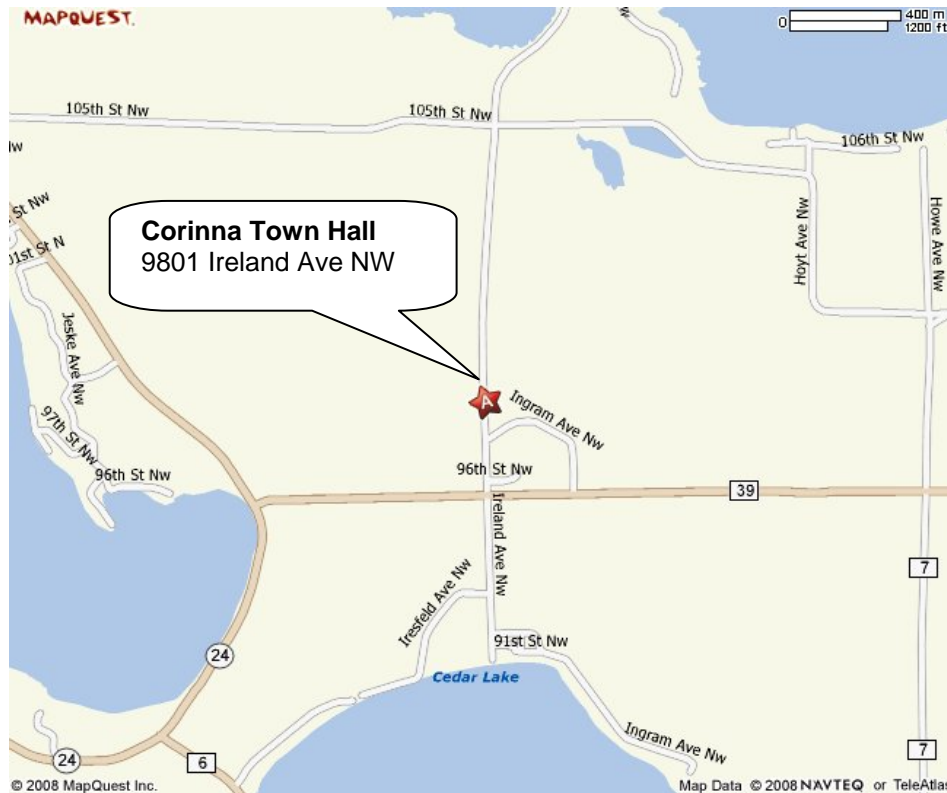 MAPQUEST.
0 400 m
1200 ft
105th St Nw
105th St Nw
106th St Nw
w
St Nw
01st St N
Corinna Town Hall
9801 Ireland Ave NW
Hoyt Ave Nw
Howe Ave Nw
Jeske Ave Nw
A
Ingram Ave Nw
97th St Nw
96th St Nw
96th St Nw
39
Ireland Ave Nw
7
Iresfeld Ave Nw
91st St Nw
24
Cedar Lake
Ingram Ave Nw
24
6
7
© 2008 MapQuest Inc.
Map Data © 2008 NAVTEQ or TeleAtlas